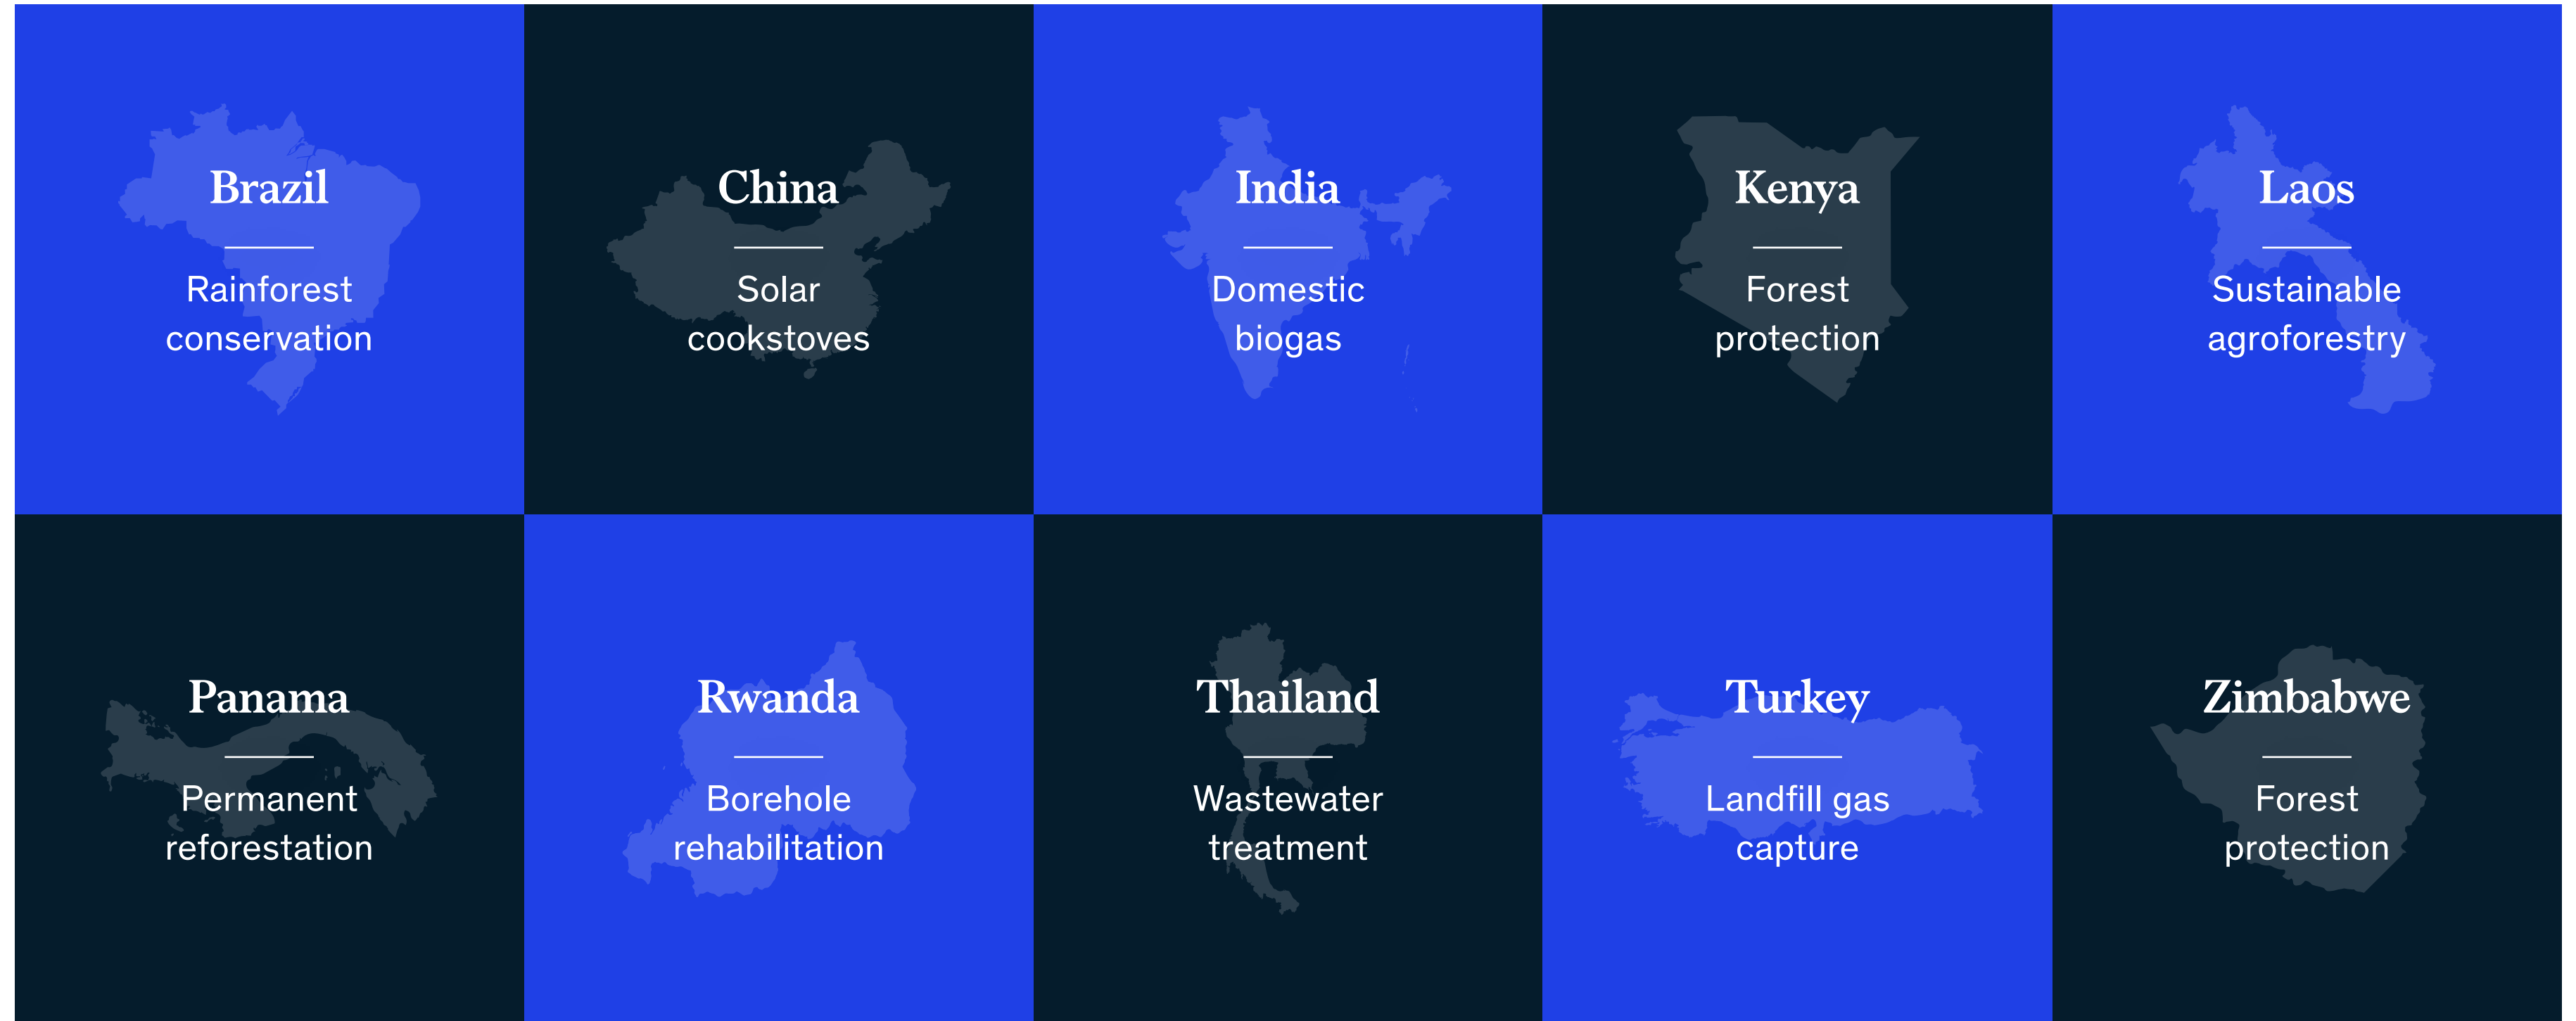 Brazil
Rainforest
conservation
China
Solar
cookstoves
India
Domestic
biogas
Kenya
Forest
protection
Laos
Sustainable
agroforestry
Panama
Permanent
reforestation
Rwanda
Borehole
rehabilitation
Thailand
Wastewater
treatment
Turkey
Landfill gas
capture
Zimbabwe
Forest
protection